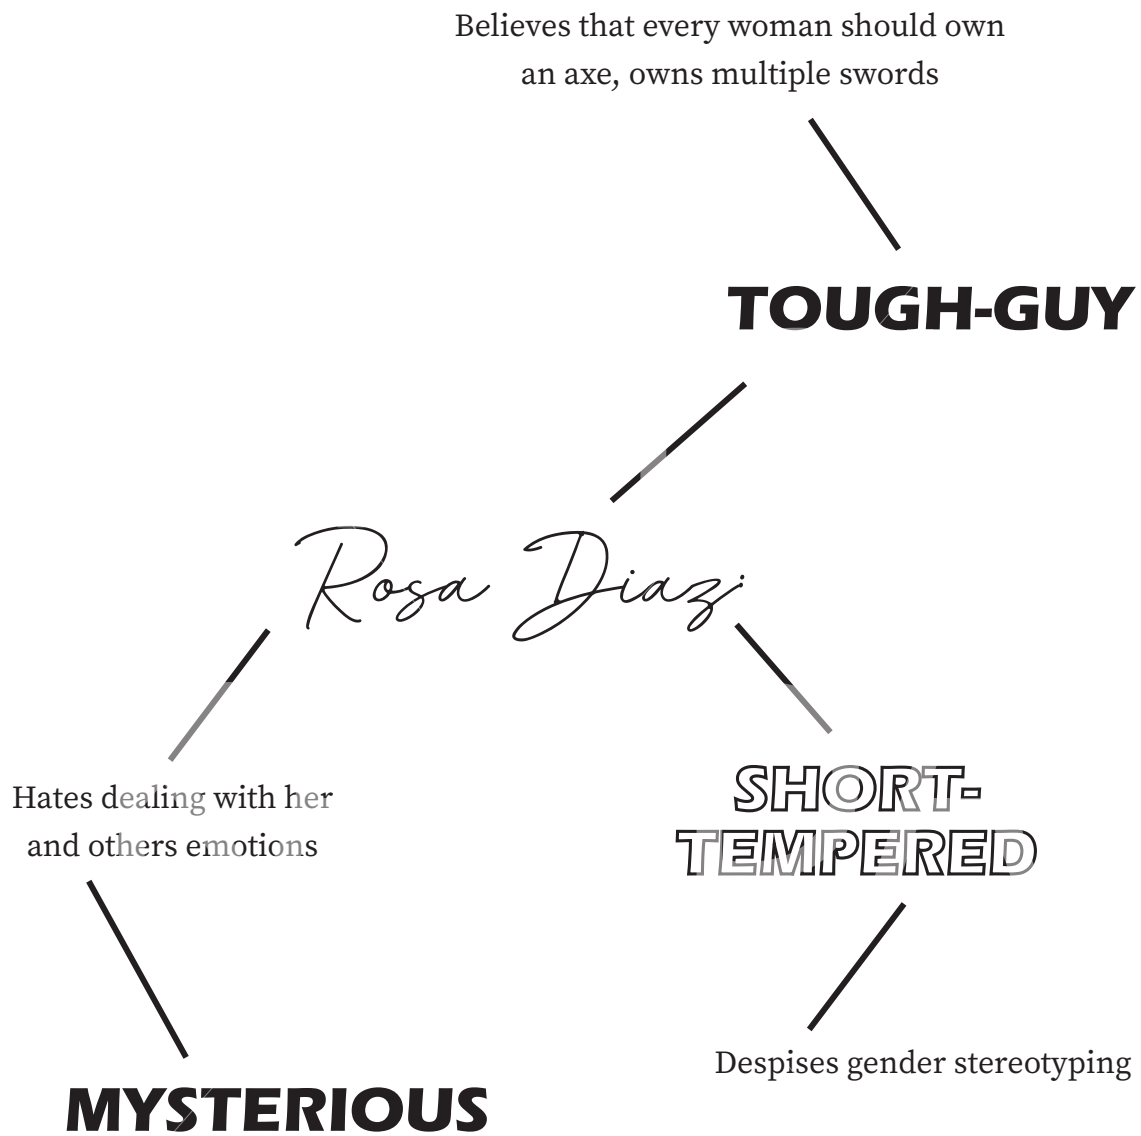 Believes that every woman should own
an axe, owns multiple swords
TOUGH-GUY
Rosa Diaz:
Hates dealing with her
and others emotions
SHORT-
TEMPERED
Despises gender stereotyping
MYSTERIOUS